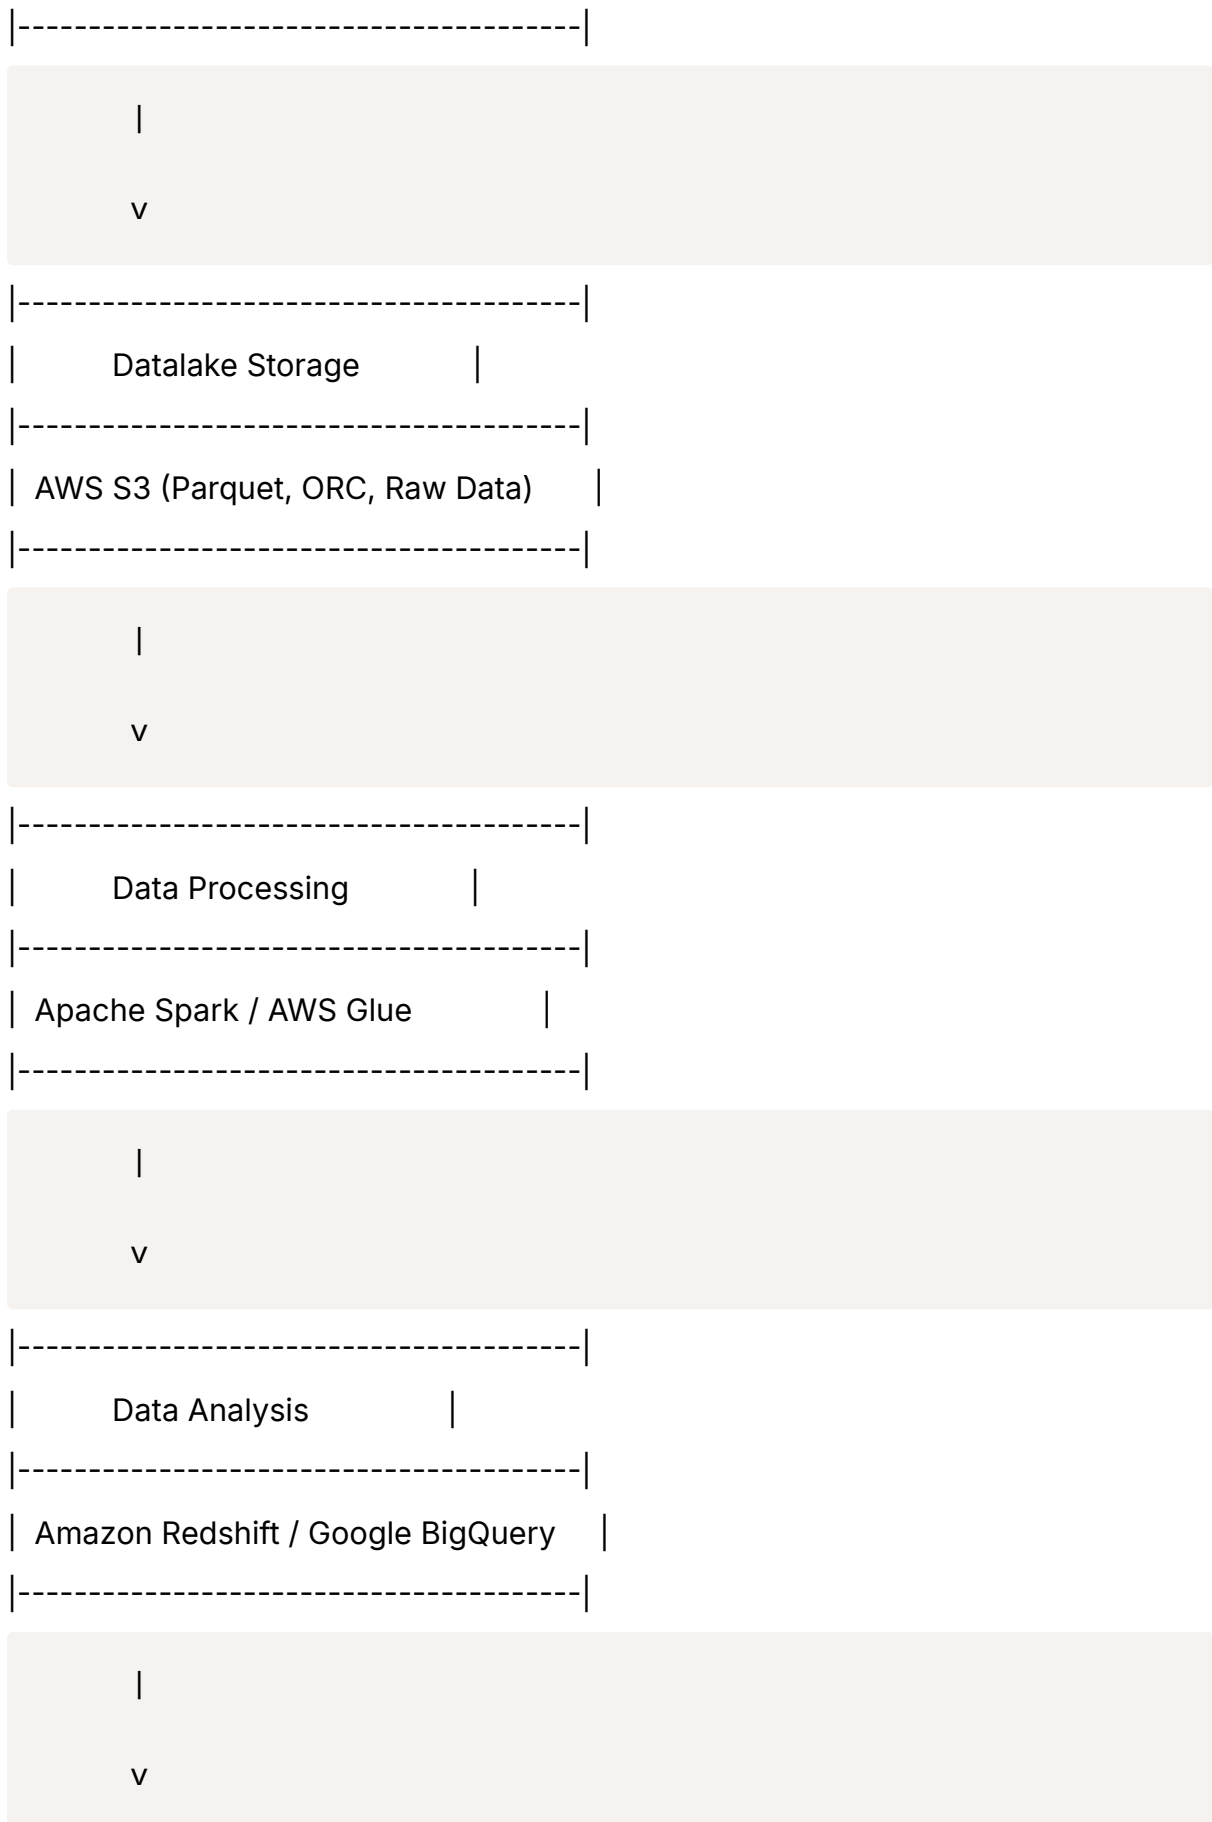 |----------------------------------------|
|
v
|----------------------------------------|
|          Datalake Storage            |
|----------------------------------------|
|  AWS S3 (Parquet, ORC, Raw Data)       |
|----------------------------------------|
|
v
|----------------------------------------|
|          Data Processing             |
|----------------------------------------|
|  Apache Spark / AWS Glue              |
|----------------------------------------|
|
v
|----------------------------------------|
|          Data Analysis               |
|----------------------------------------|
|  Amazon Redshift / Google BigQuery     |
|----------------------------------------|
|
v